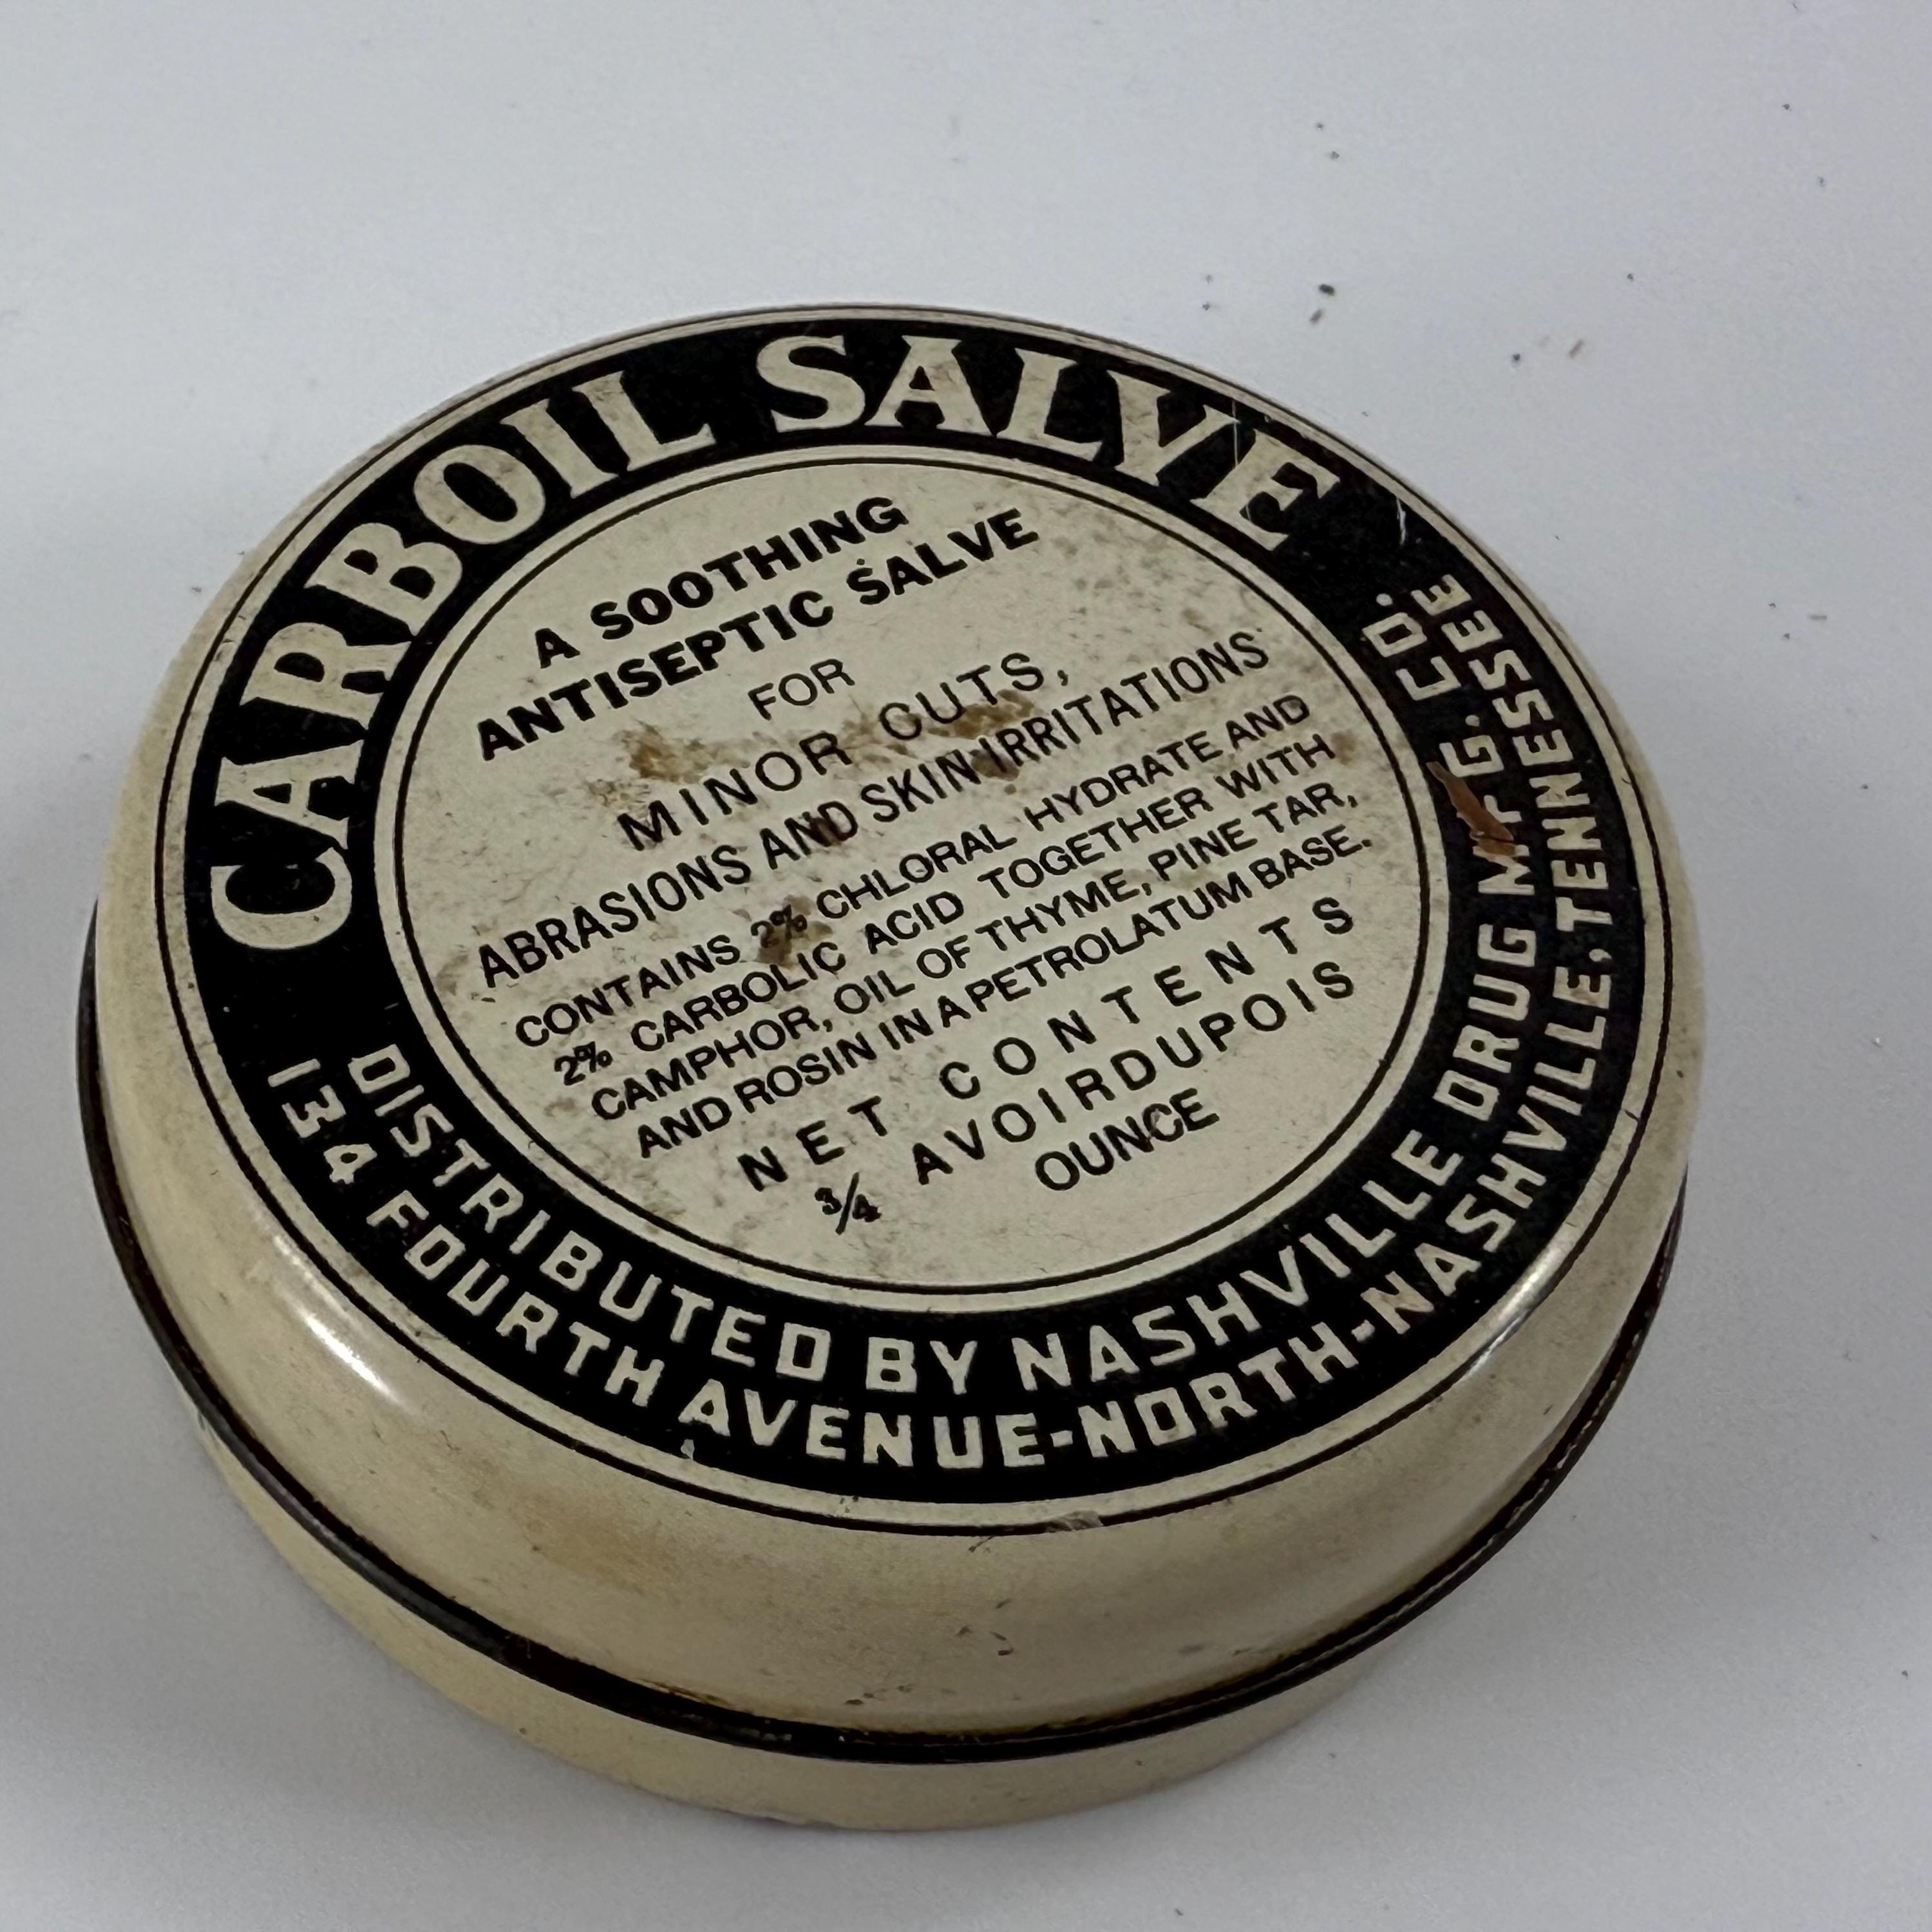 CARBOIL SALVE
A SOOTHING
ANTISEPTIC SALVE
FOR
MINOR CUTS,
ABRASIONS AND SKIN IRRITATIONS
CONTAINS 2% CHLORAL HYDRATE AND
2% CARBOLIC ACID TOGETHER WITH
CAMPHOR, OIL OF THYME, PINE TAR,
AND ROSIN IN A PETROLATUM BASE.
NET CONTENTS
3/4 AVOIRDUPOIS
OUNCE
DISTRIBUTED BY NASHVILLE DRUG MFG. CO.
134 FOURTH AVENUE-NORTH-NASHVILLE, TENNESSEE